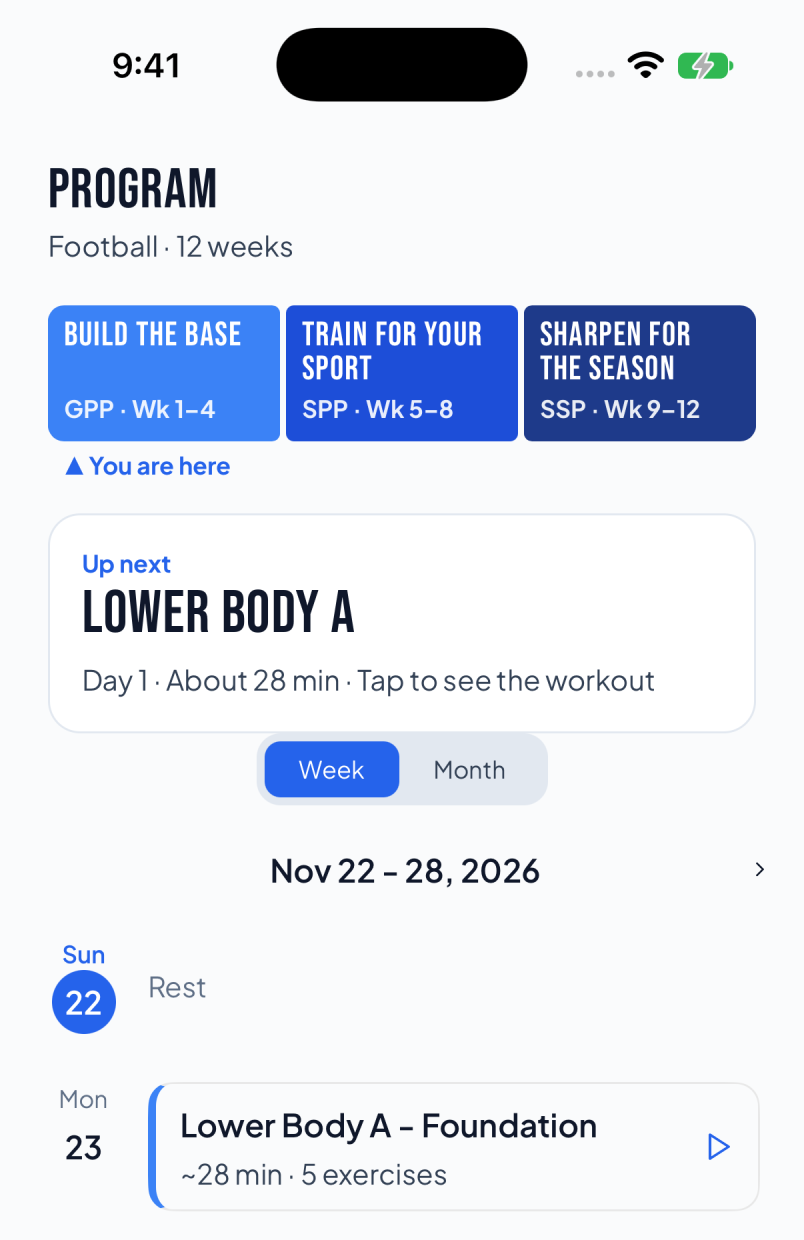 9:41
PROGRAM
Football · 12 weeks
BUILD THE BASE
GPP · Wk 1–4
TRAIN FOR YOUR
SPORT
SPP · Wk 5–8
SHARPEN FOR
THE SEASON
SSP · Wk 9–12
▲ You are here
Up next
LOWER BODY A
Day 1 · About 28 min · Tap to see the workout
Week
Month
Nov 22 – 28, 2026
Sun
22
Rest
Mon
23
Lower Body A – Foundation
~28 min · 5 exercises